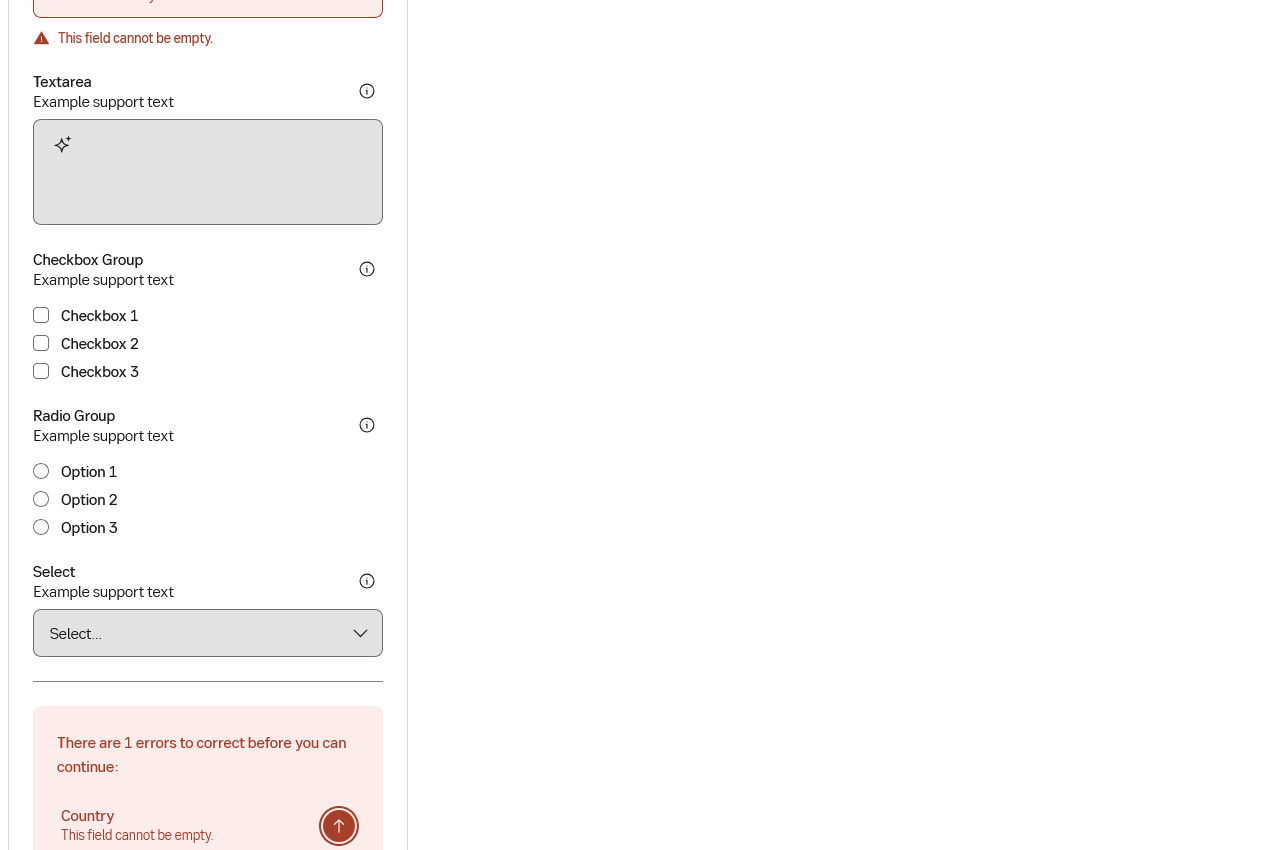 This field cannot be empty.
Textarea
Example support text
Checkbox Group
Example support text
Checkbox 1
Checkbox 2
Checkbox 3
Radio Group
Example support text
Option 1
Option 2
Option 3
Select
Example support text
Select...
There are 1 errors to correct before you can
continue:
Country
This field cannot be empty.